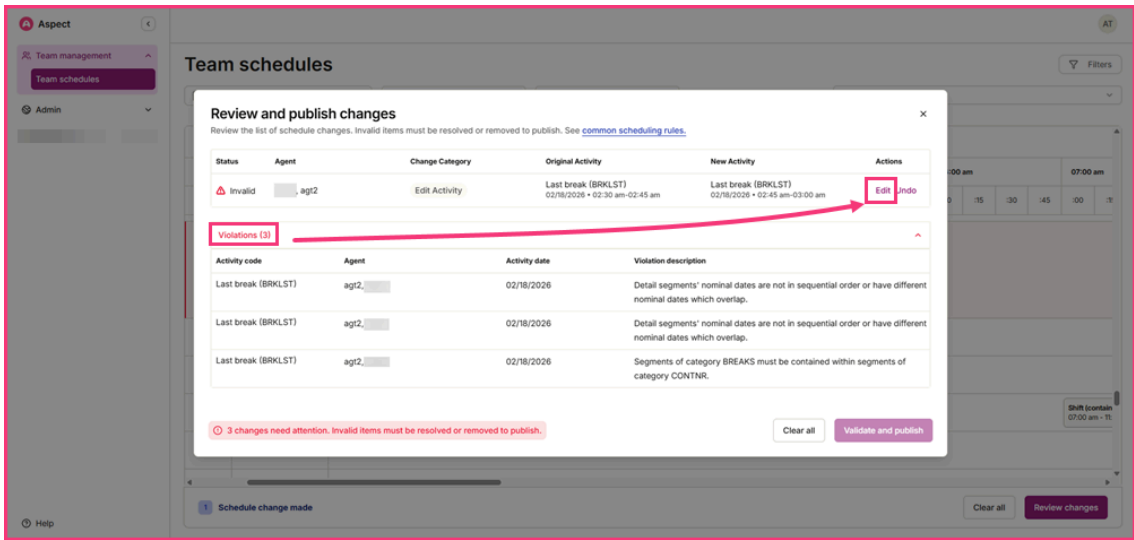 Aspect
AT
Team management
Team schedules
Admin
Help
Team schedules
Filters
:00 am
07:00 am
:15 :30 :45 :00
Shift (contain
07:00 am - 11:
Review and publish changes
Review the list of schedule changes. Invalid items must be resolved or removed to publish. See common scheduling rules.
Status Agent Change Category Original Activity New Activity Actions
Invalid , agt2 Edit Activity Last break (BRKLST) Last break (BRKLST) Edit Undo
02/18/2026 • 02:30 am-02:45 am 02/18/2026 • 02:45 am-03:00 am
Violations (3)
Activity code Agent Activity date Violation description
Last break (BRKLST) agt2, 02/18/2026 Detail segments' nominal dates are not in sequential order or have different
nominal dates which overlap.
Last break (BRKLST) agt2, 02/18/2026 Detail segments' nominal dates are not in sequential order or have different
nominal dates which overlap.
Last break (BRKLST) agt2, 02/18/2026 Segments of category BREAKS must be contained within segments of
category CONTNR.
3 changes need attention. Invalid items must be resolved or removed to publish.
Clear all Validate and publish
1 Schedule change made
Clear all Review changes